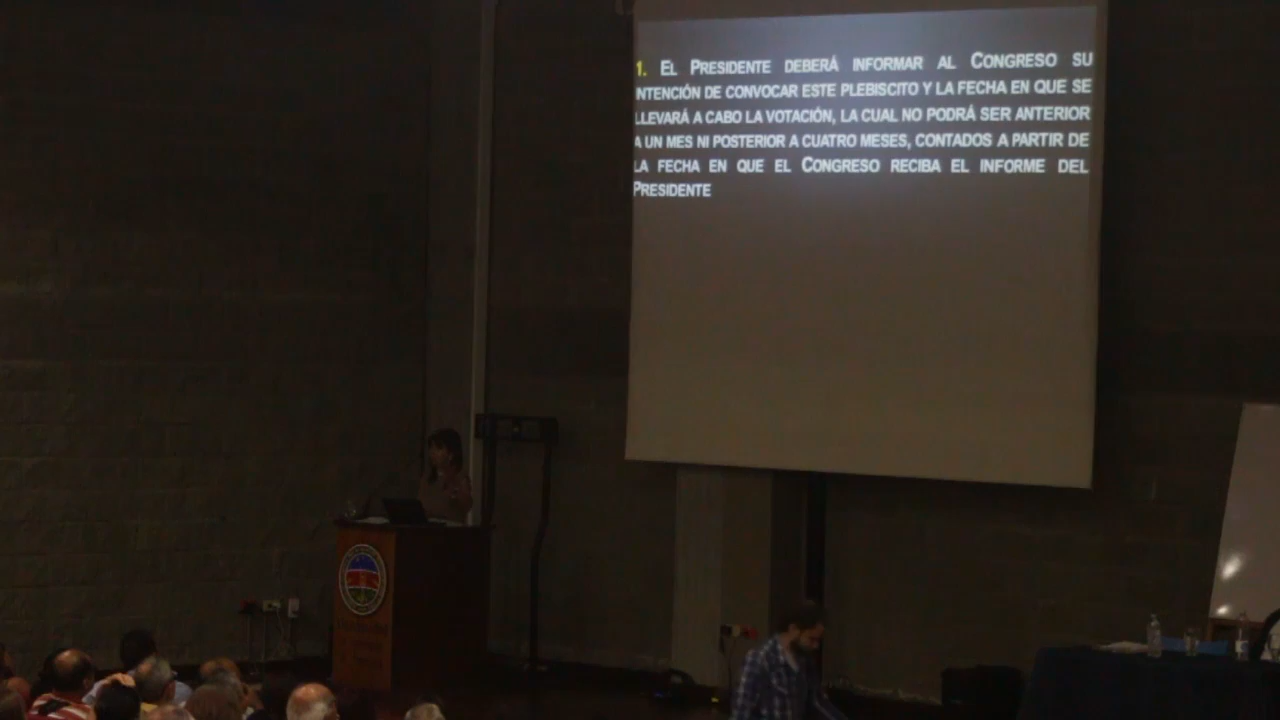 1. El Presidente deberá informar al Congreso su
intención de convocar este plebiscito y la fecha en que se
llevará a cabo la votación, la cual no podrá ser anterior
a un mes ni posterior a cuatro meses, contados a partir de
la fecha en que el Congreso reciba el informe del
Presidente